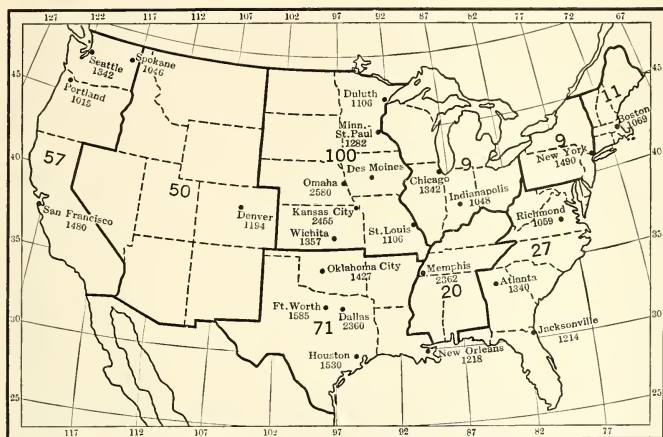 127 122 117 112 107 102 97 92 87 82 77 72 67
45
45
40
40
35
35
30
30
25
25
Seattle
1342
Spokane
1046
Portland
1015
57
San Francisco
1480
50
Denver
1194
Duluth
1106
Minn.-
St.Paul
1282
100
Des Moines
Omaha
2580
Kansas City
2455
Wichita
1357
St.Louis
1106
Chicago
1342
9
Indianapolis
1048
9
New York
1490
11
Boston
1069
Richmond
1059
27
Memphis
2362
20
Atlanta
1340
Oklahoma City
1427
Ft.Worth
1585
Dallas
2360
71
Houston
1530
New Orleans
1218
Jacksonville
1214
117 112 107 102 97 92 87 82 77